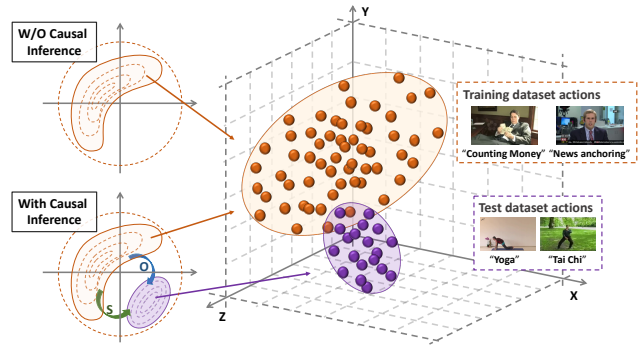 W/O Causal
Inference
With Causal
Inference
O
S
Y
X
Z
Training dataset actions
“Counting Money” “News anchoring”
Test dataset actions
“Yoga” “Tai Chi”